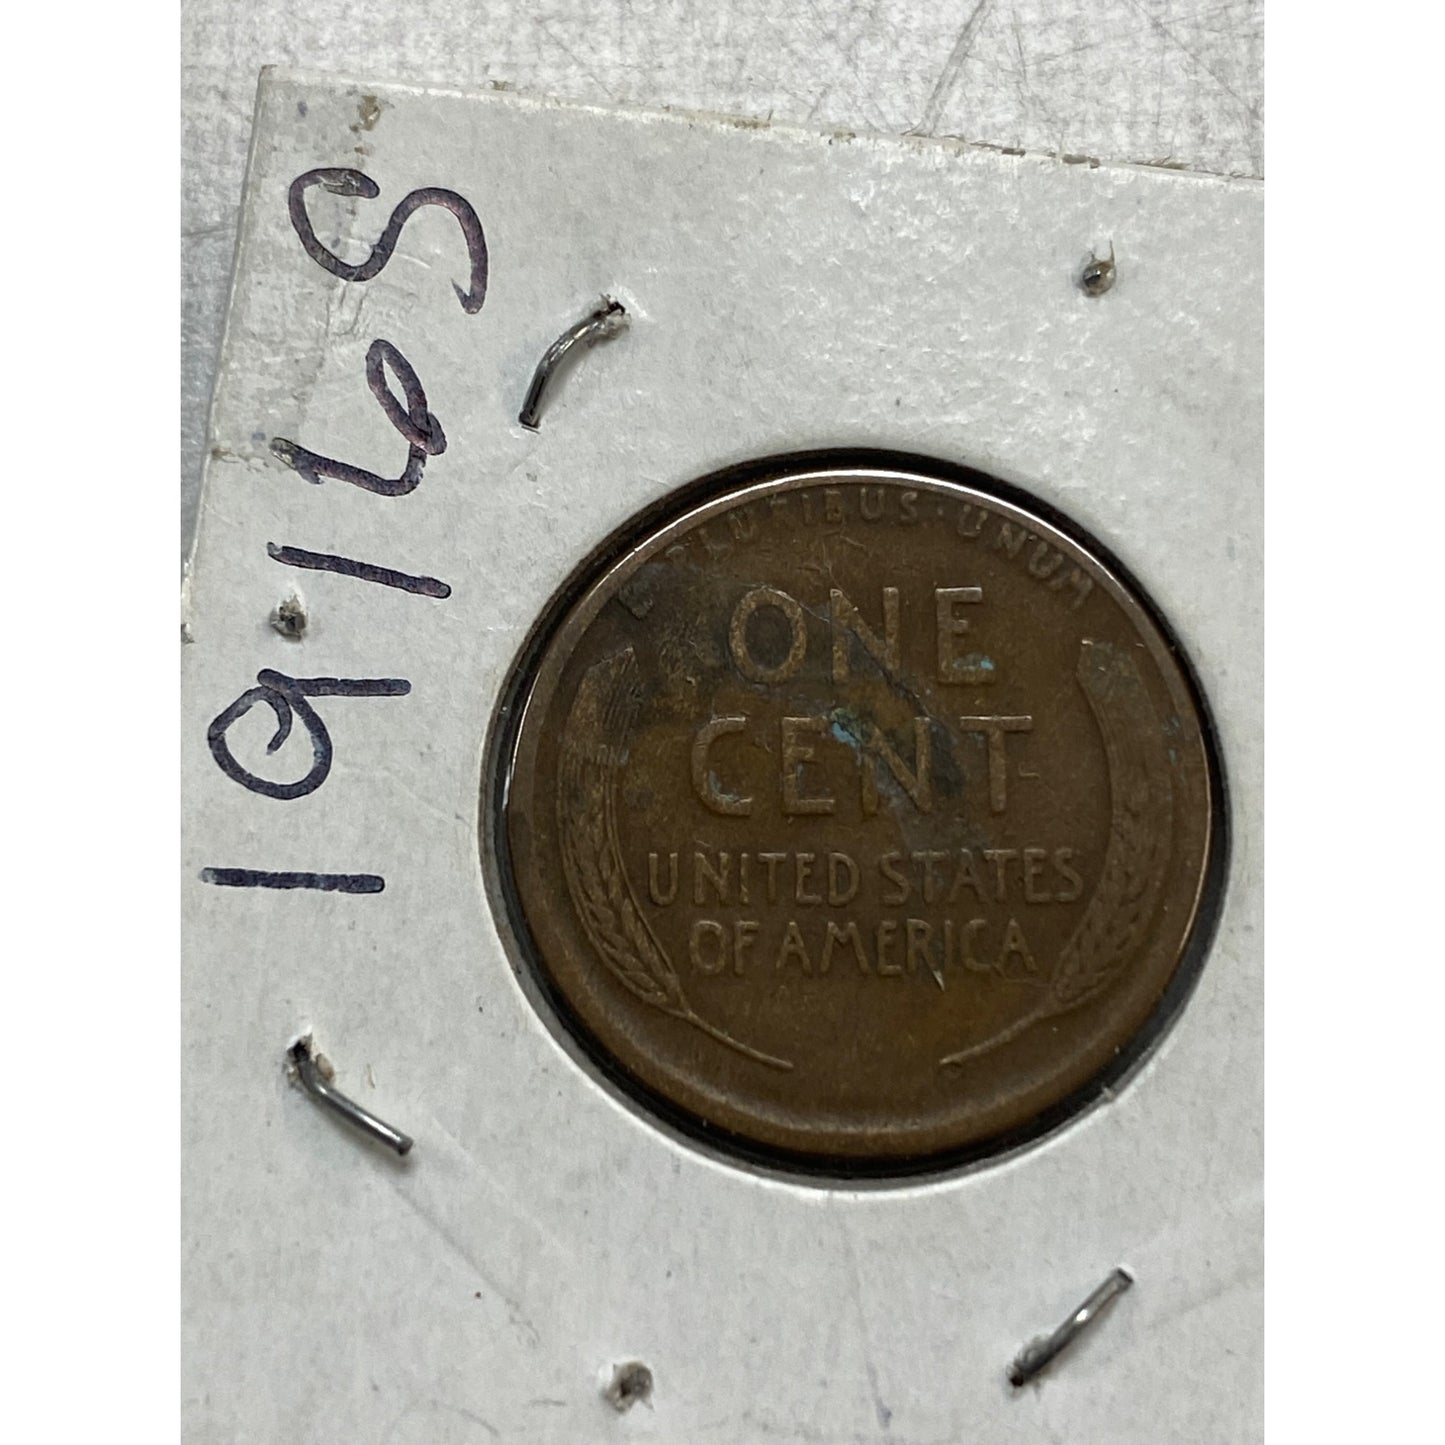 1916S
PLURIBUS · UNUM
ONE
CENT
UNITED STATES
OF AMERICA